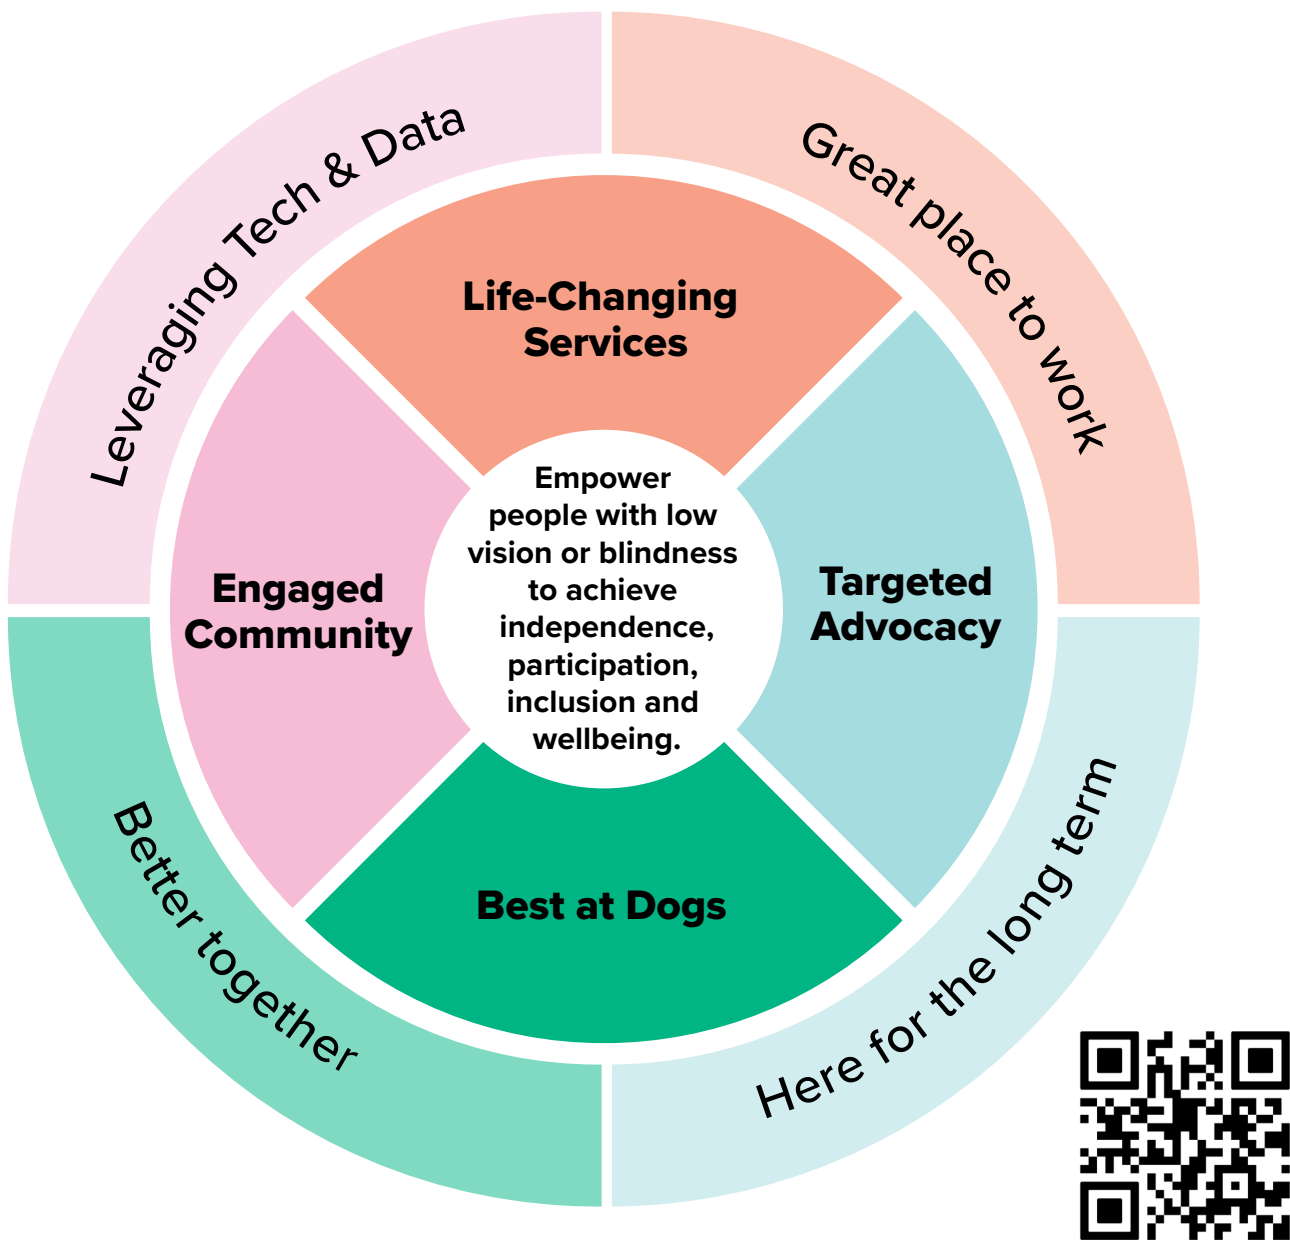 Leveraging Tech & Data
Great place to work
Life-Changing
Services
Engaged
Community
Empower
people with low
vision or blindness
to achieve
independence,
participation,
inclusion and
wellbeing.
Targeted
Advocacy
Best at Dogs
Better together
Here for the long term